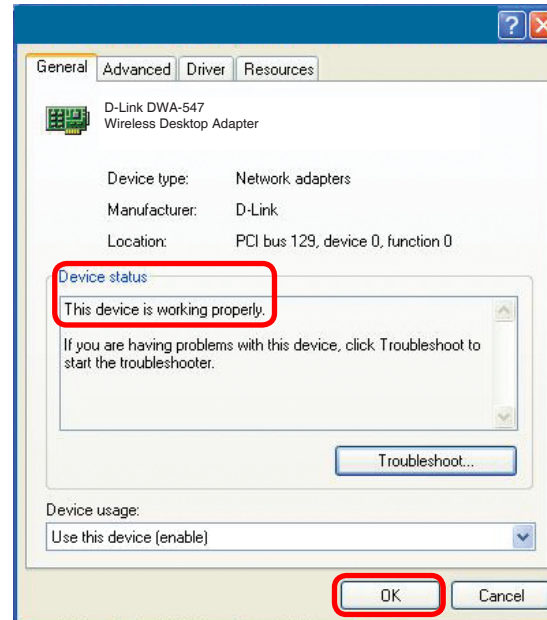 General Advanced Driver Resources
D-Link DWA-547
Wireless Desktop Adapter
Device type: Network adapters
Manufacturer: D-Link
Location: PCI bus 129, device 0, function 0
Device status
This device is working properly.
If you are having problems with this device, click Troubleshoot to
start the troubleshooter.
Troubleshoot...
Device usage:
Use this device (enable)
OK Cancel